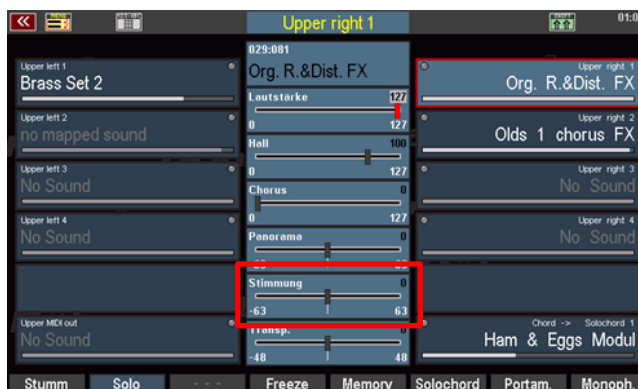 Upper right 1
01:0
Upper left 1
Brass Set 2
Upper left 2
no mapped sound
Upper left 3
No Sound
Upper left 4
No Sound
Upper MIDI out
No Sound
029:081
Org. R.&Dist. FX
Lautstärke 127
0 127
Hall 100
0 127
Chorus 0
0 127
Panorama 0
Stimmung 0
-63 63
Transp. 0
-48 48
Upper right 1
Org. R.&Dist. FX
Upper right 2
Olds 1 chorus FX
Upper right 3
No Sound
Upper right 4
No Sound
Chord -> Solochord 1
Ham & Eggs Modul
Stumm Solo - - - Freeze Memory Solochord Portam. Monoph.